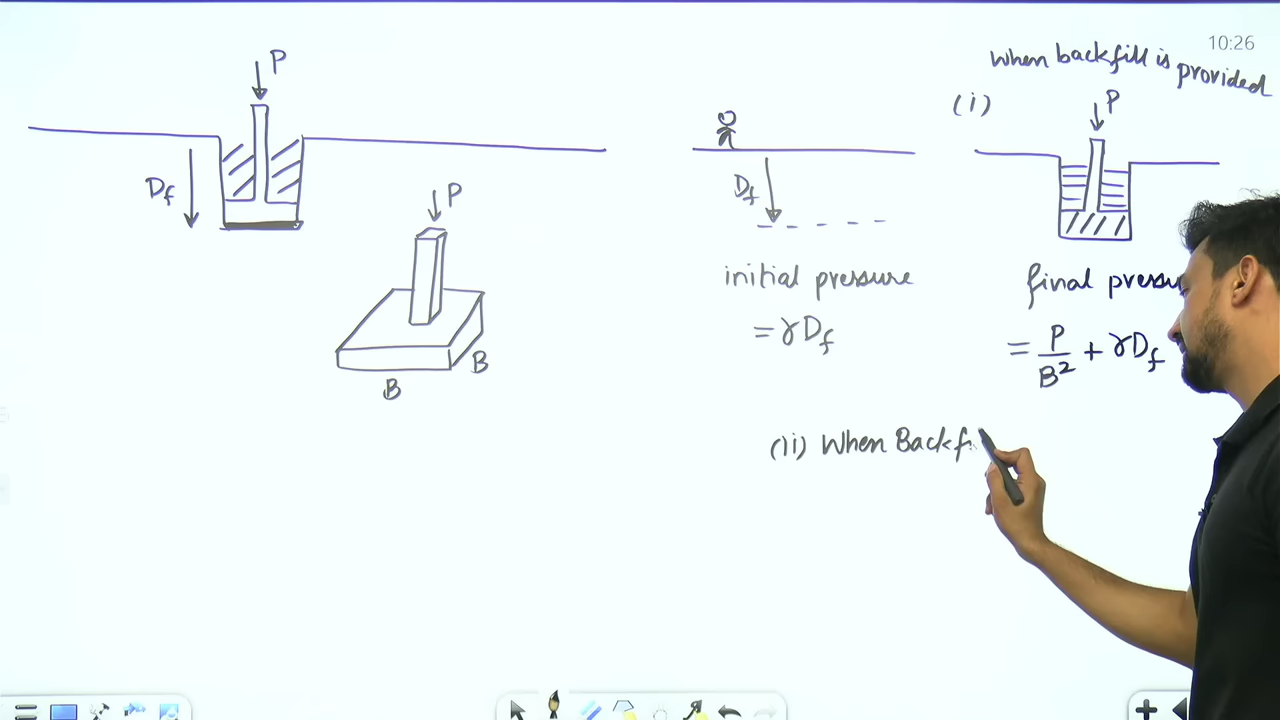 10:26
When backfill is provided
(i)
P
P
Df
Df
P
P
initial pressure
= γDf
final pressu
= P/B² + γDf
B
B
(ii) When Backf